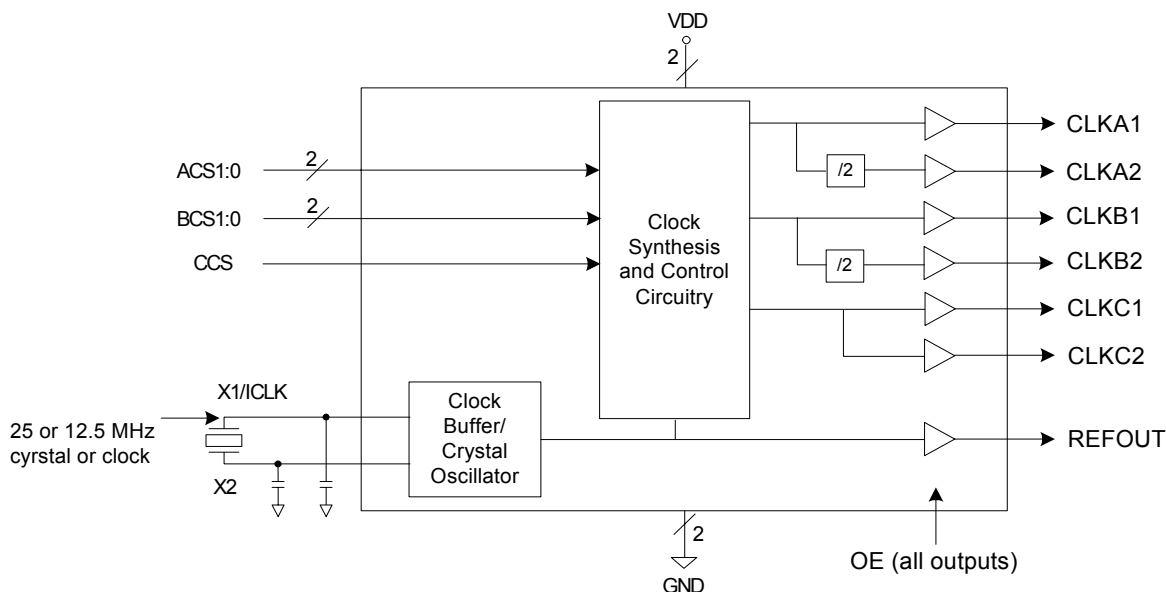 VDD
2
ACS1:0
2
BCS1:0
2
CCS
Clock
Synthesis
and Control
Circuitry
/2
/2
CLKA1
CLKA2
CLKB1
CLKB2
CLKC1
CLKC2
X1/ICLK
25 or 12.5 MHz
cyrstal or clock
X2
Clock
Buffer/
Crystal
Oscillator
REFOUT
2
GND
OE (all outputs)